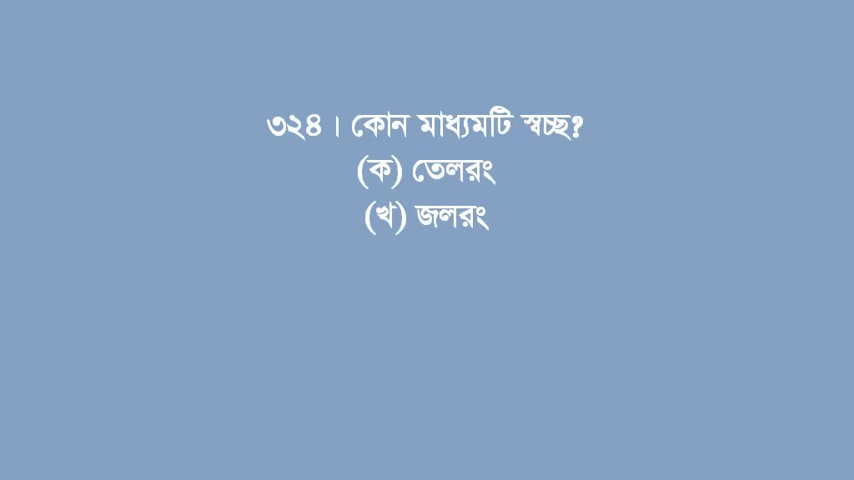 ৩২৪। কোন মাধ্যমটি স্বচ্ছ?
(ক) তেলরং
(খ) জলরং